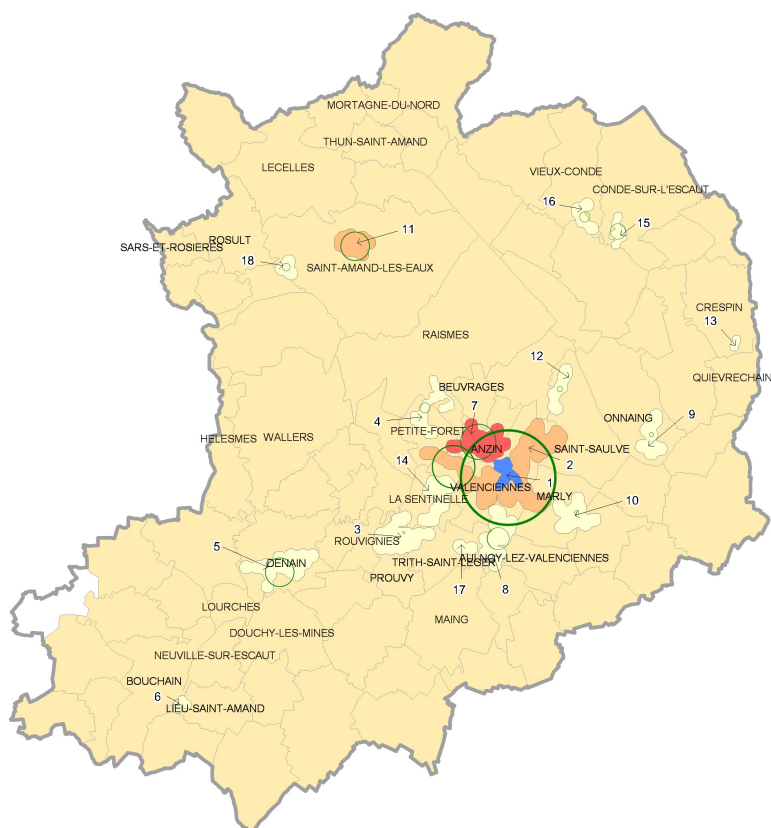 MORTAGNE-DU-NORD
THUN-SAINT-AMAND
LECELLES
VIEUX-CONDE
CONDE-SUR-L'ESCAUT
16
15
11
ROSULT
SARS-ET-ROSIERES
18
SAINT-AMAND-LES-EAUX
CRESPIN
13
RAISMES
12
QUIEVRECHAIN
BEUVRAGES
7
4
ONNAING
9
PETITE-FORET
HELESMES
WALLERS
ANZIN
SAINT-SAULVE
14
2
1
VALENCIENNES
LA SENTINELLE
MARLY
10
3
ROUVIGNIES
5
DENAIN
TRITH-SAINT-LEGER
AULNOY-LEZ-VALENCIENNES
PROUVY
17
8
LOURCHES
MAING
DOUCHY-LES-MINES
NEUVILLE-SUR-ESCAUT
BOUCHAIN
6
LIEU-SAINT-AMAND